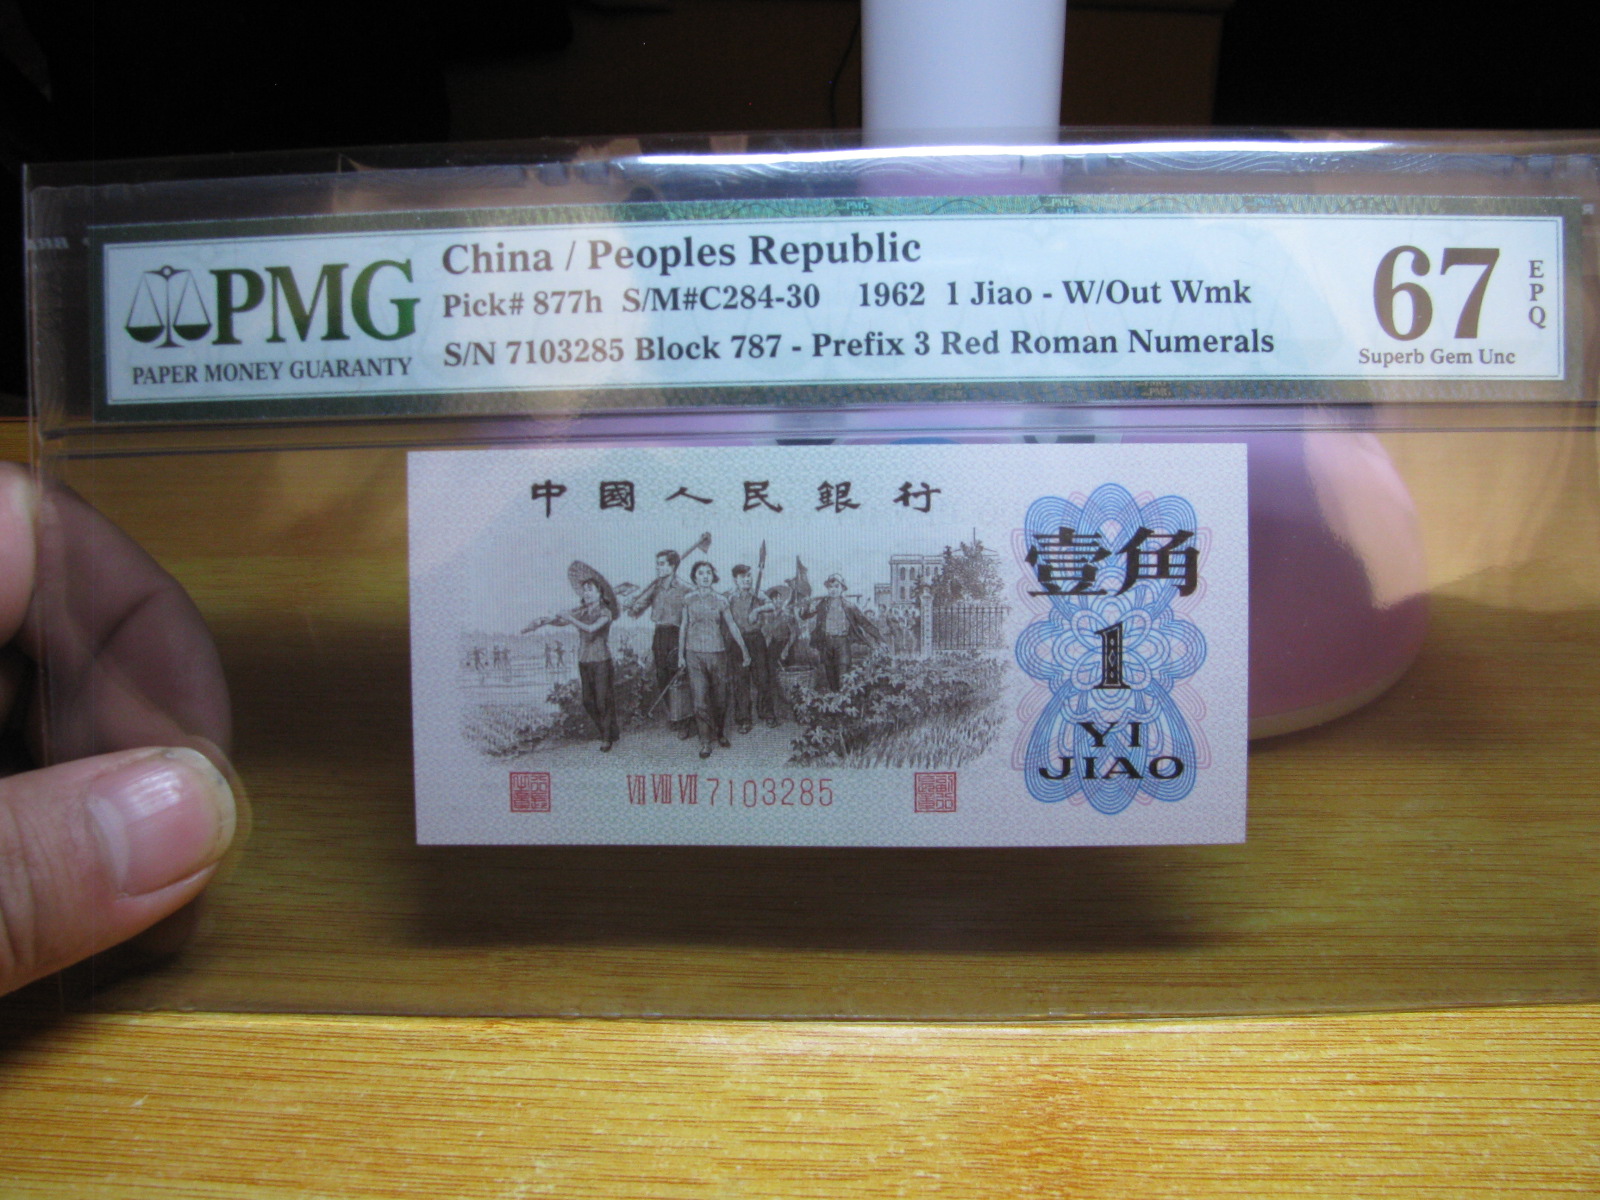 PMG
PAPER MONEY GUARANTY
China / Peoples Republic
Pick# 877h S/M#C284-30 1962 1 Jiao - W/Out Wmk
S/N 7103285 Block 787 - Prefix 3 Red Roman Numerals
67
EPQ
Superb Gem Unc
中國人民銀行
壹角
1
YI
JIAO
VII VIII VII 7103285